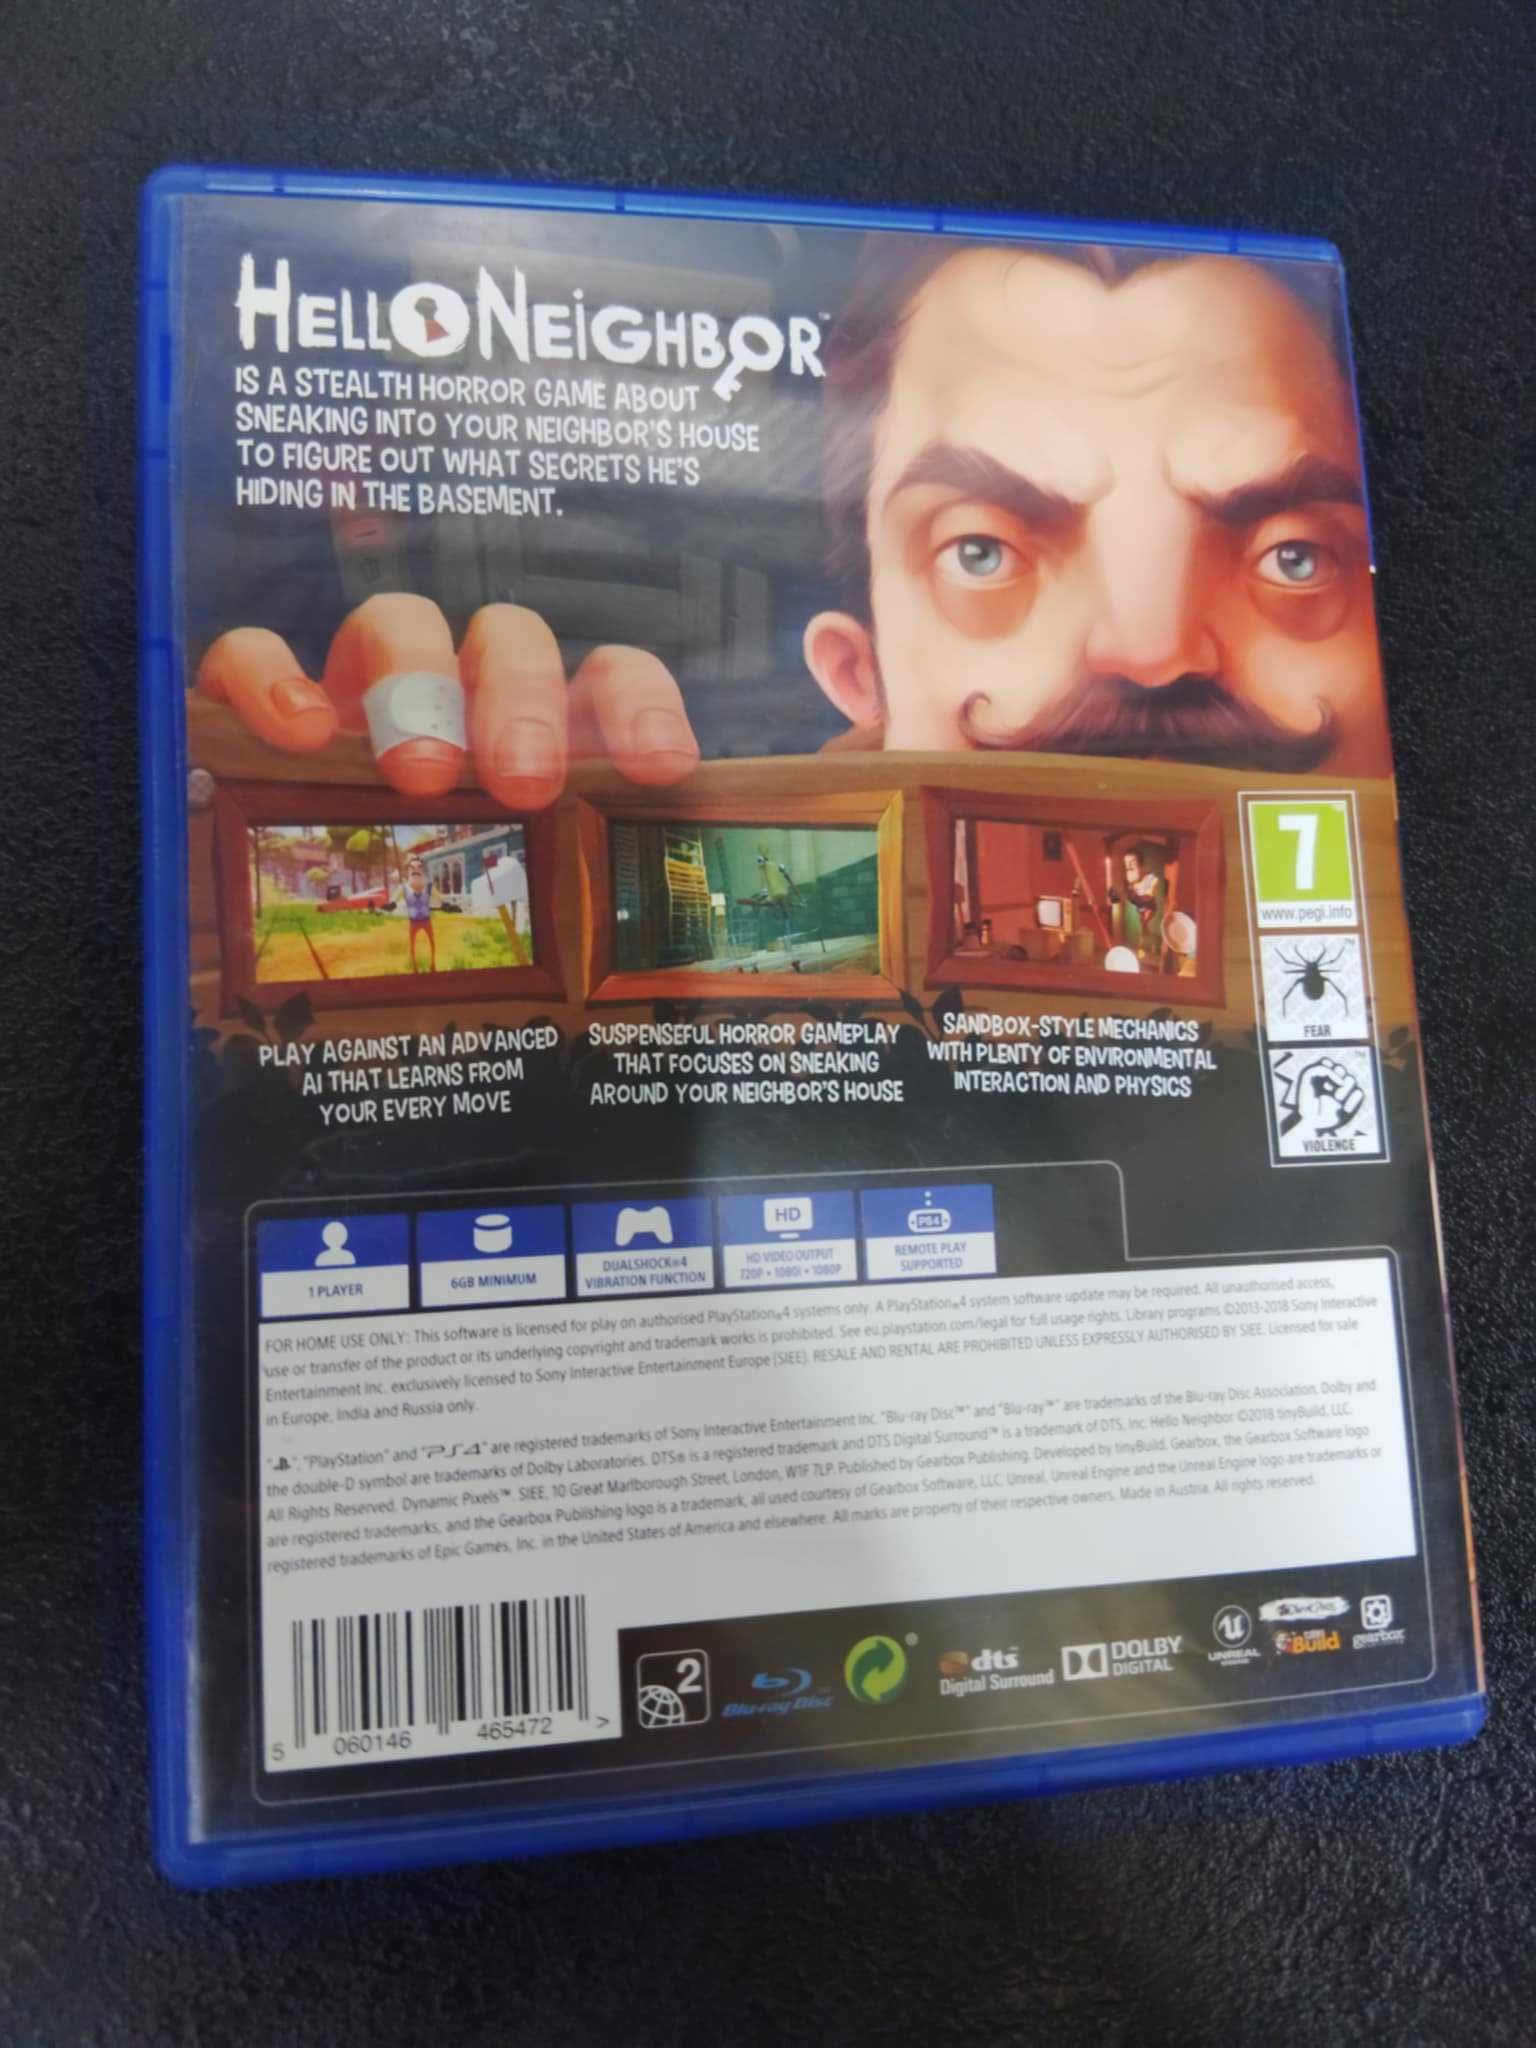 HELLO NEIGHBOR™
IS A STEALTH HORROR GAME ABOUT
SNEAKING INTO YOUR NEIGHBOR'S HOUSE
TO FIGURE OUT WHAT SECRETS HE'S
HIDING IN THE BASEMENT.
PLAY AGAINST AN ADVANCED
AI THAT LEARNS FROM
YOUR EVERY MOVE
SUSPENSEFUL HORROR GAMEPLAY
THAT FOCUSES ON SNEAKING
AROUND YOUR NEIGHBOR'S HOUSE
SANDBOX-STYLE MECHANICS
WITH PLENTY OF ENVIRONMENTAL
INTERACTION AND PHYSICS
7
www.pegi.info
FEAR
VIOLENCE
1 PLAYER
6GB MINIMUM
DUALSHOCK®4
VIBRATION FUNCTION
HD
HD VIDEO OUTPUT
720P • 1080i • 1080P
PS4
REMOTE PLAY
SUPPORTED
FOR HOME USE ONLY: This software is licensed for play on authorised PlayStation®4 systems only. A PlayStation®4 system software update may be required. All unauthorised access,
use or transfer of the product or its underlying copyright and trademark works is prohibited. See eu.playstation.com/legal for full usage rights. Library programs ©2013-2018 Sony Interactive
Entertainment Inc. exclusively licensed to Sony Interactive Entertainment Europe (SIEE). RESALE AND RENTAL ARE PROHIBITED UNLESS EXPRESSLY AUTHORISED BY SIEE. Licensed for sale
in Europe, India and Russia only.
"", "PlayStation" and "PS4" are registered trademarks of Sony Interactive Entertainment Inc. "Blu-ray Disc™" and "Blu-ray™" are trademarks of the Blu-ray Disc Association. Dolby and
the double-D symbol are trademarks of Dolby Laboratories. DTS® is a registered trademark and DTS Digital Surround™ is a trademark of DTS, Inc. Hello Neighbor ©2018 tinyBuild, LLC.
All Rights Reserved. Dynamic Pixels™. SIEE, 10 Great Marlborough Street, London, W1F 7LP. Published by Gearbox Publishing. Developed by tinyBuild. Gearbox, the Gearbox Software logo
are registered trademarks, and the Gearbox Publishing logo is a trademark, all used courtesy of Gearbox Software, LLC. Unreal, Unreal Engine and the Unreal Engine logo are trademarks or
registered trademarks of Epic Games, Inc. in the United States of America and elsewhere. All marks are property of their respective owners. Made in Austria. All rights reserved.
5 060146 465472 >
2
Blu-ray Disc
dts
Digital Surround
DOLBY
DIGITAL
UNREAL
ENGINE
tinyBuild
gearbox